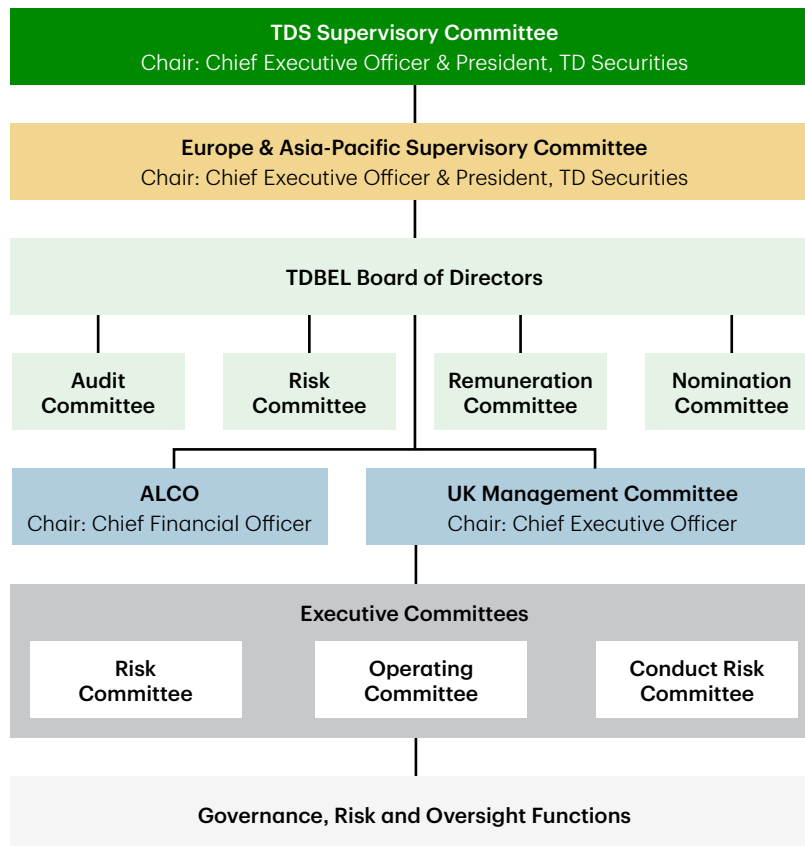 TDS Supervisory Committee
Chair: Chief Executive Officer & President, TD Securities
Europe & Asia-Pacific Supervisory Committee
Chair: Chief Executive Officer & President, TD Securities
TDBEL Board of Directors
Audit
Committee
Risk
Committee
Remuneration
Committee
Nomination
Committee
ALCO
Chair: Chief Financial Officer
UK Management Committee
Chair: Chief Executive Officer
Executive Committees
Risk
Committee
Operating
Committee
Conduct Risk
Committee
Governance, Risk and Oversight Functions